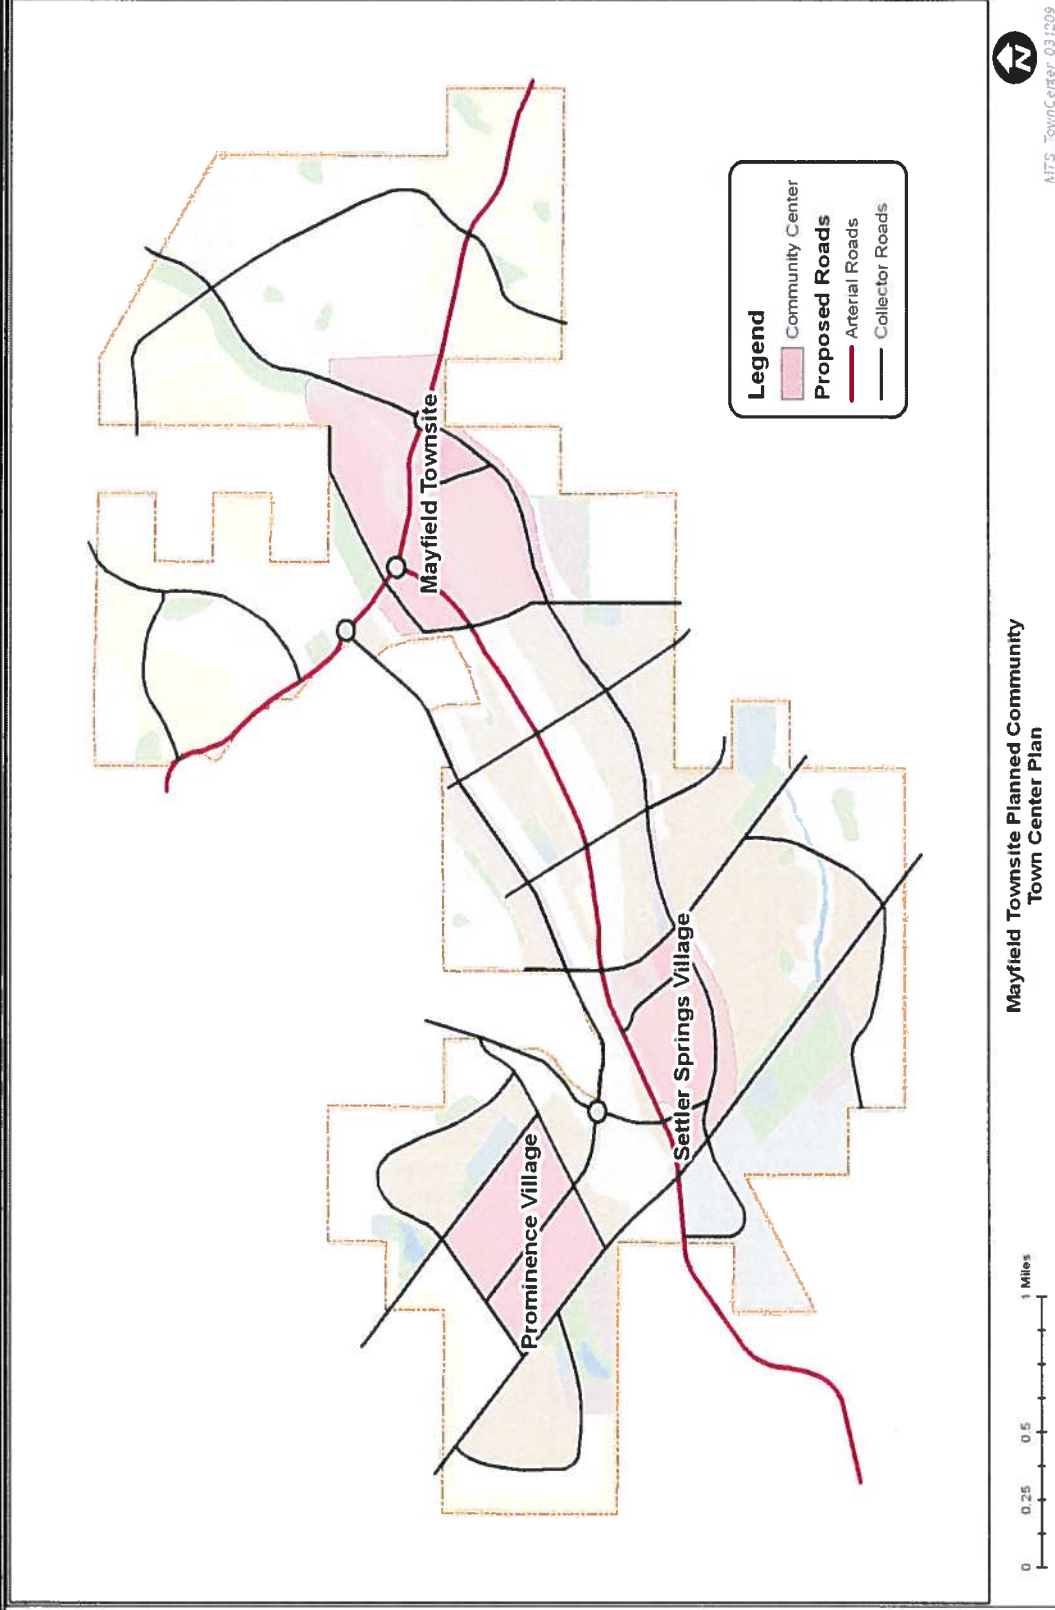 Mayfield Townsite
Settler Springs Village
Prominence Village
Legend
Community Center
Proposed Roads
Arterial Roads
Collector Roads
N
Mayfield Townsite Planned Community
Town Center Plan
0 0.25 0.5 1 Miles
MTS_TownCenter_031209